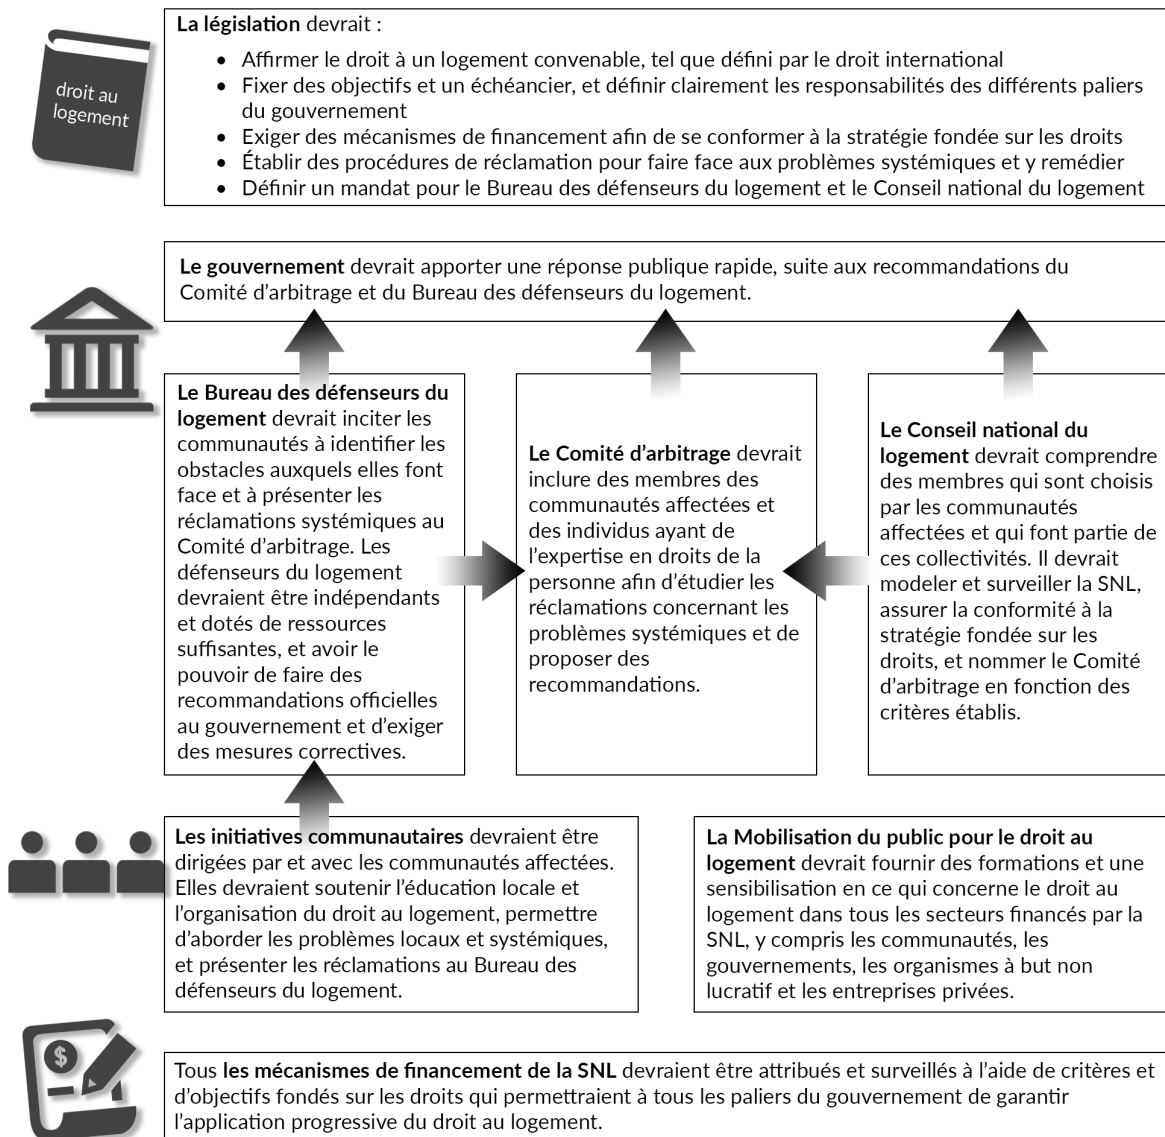 droit au
logement
La législation devrait :
• Affirmer le droit à un logement convenable, tel que défini par le droit international
• Fixer des objectifs et un échéancier, et définir clairement les responsabilités des différents paliers
du gouvernement
• Exiger des mécanismes de financement afin de se conformer à la stratégie fondée sur les droits
• Établir des procédures de réclamation pour faire face aux problèmes systémiques et y remédier
• Définir un mandat pour le Bureau des défenseurs du logement et le Conseil national du logement
Le gouvernement devrait apporter une réponse publique rapide, suite aux recommandations du
Comité d’arbitrage et du Bureau des défenseurs du logement.
Le Bureau des défenseurs du
logement devrait inciter les
communautés à identifier les
obstacles auxquels elles font
face et à présenter les
réclamations systémiques au
Comité d’arbitrage. Les
défenseurs du logement
devraient être indépendants
et dotés de ressources
suffisantes, et avoir le
pouvoir de faire des
recommandations officielles
au gouvernement et d’exiger
des mesures correctives.
Le Comité d’arbitrage devrait
inclure des membres des
communautés affectées et
des individus ayant de
l’expertise en droits de la
personne afin d’étudier les
réclamations concernant les
problèmes systémiques et de
proposer des
recommandations.
Le Conseil national du
logement devrait comprendre
des membres qui sont choisis
par les communautés
affectées et qui font partie de
ces collectivités. Il devrait
modeler et surveiller la SNL,
assurer la conformité à la
stratégie fondée sur les
droits, et nommer le Comité
d’arbitrage en fonction des
critères établis.
Les initiatives communautaires devraient être
dirigées par et avec les communautés affectées.
Elles devraient soutenir l’éducation locale et
l’organisation du droit au logement, permettre
d’aborder les problèmes locaux et systémiques,
et présenter les réclamations au Bureau des
défenseurs du logement.
La Mobilisation du public pour le droit au
logement devrait fournir des formations et une
sensibilisation en ce qui concerne le droit au
logement dans tous les secteurs financés par la
SNL, y compris les communautés, les
gouvernements, les organismes à but non
lucratif et les entreprises privées.
$
Tous les mécanismes de financement de la SNL devraient être attribués et surveillés à l’aide de critères et
d’objectifs fondés sur les droits qui permettraient à tous les paliers du gouvernement de garantir
l’application progressive du droit au logement.